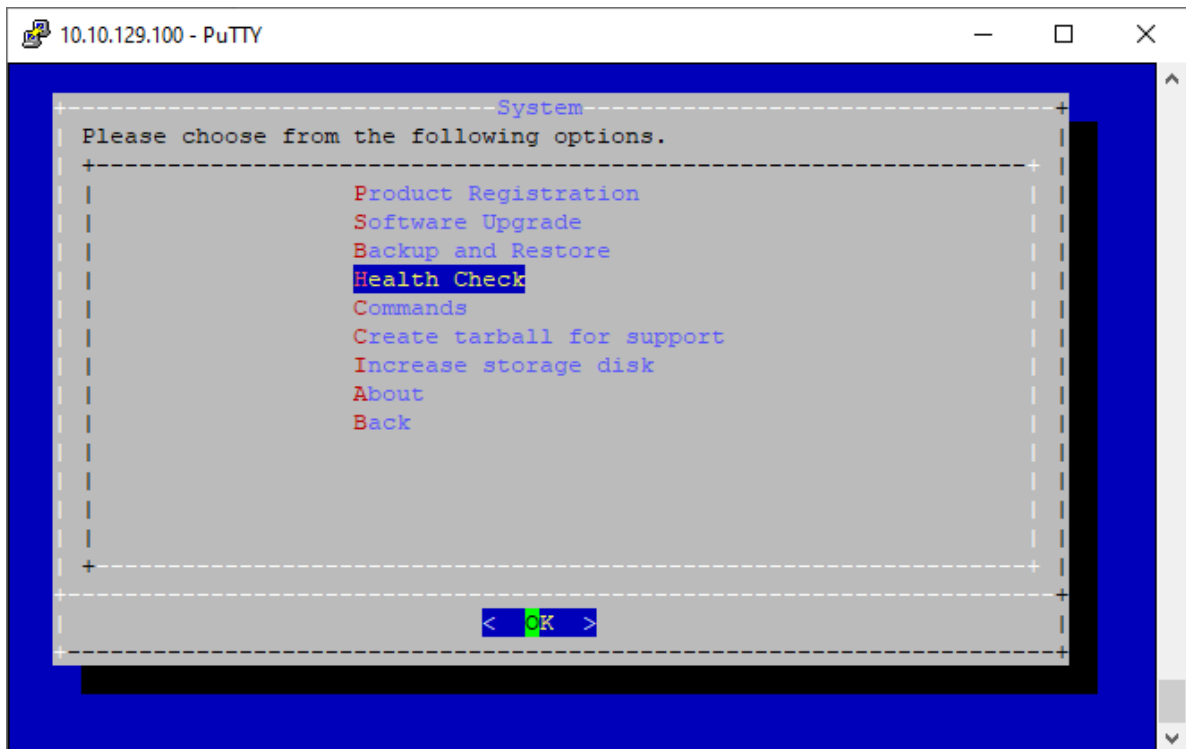 10.10.129.100 - PuTTY
System
Please choose from the following options.
Product Registration
Software Upgrade
Backup and Restore
Health Check
Commands
Create tarball for support
Increase storage disk
About
Back
< OK >